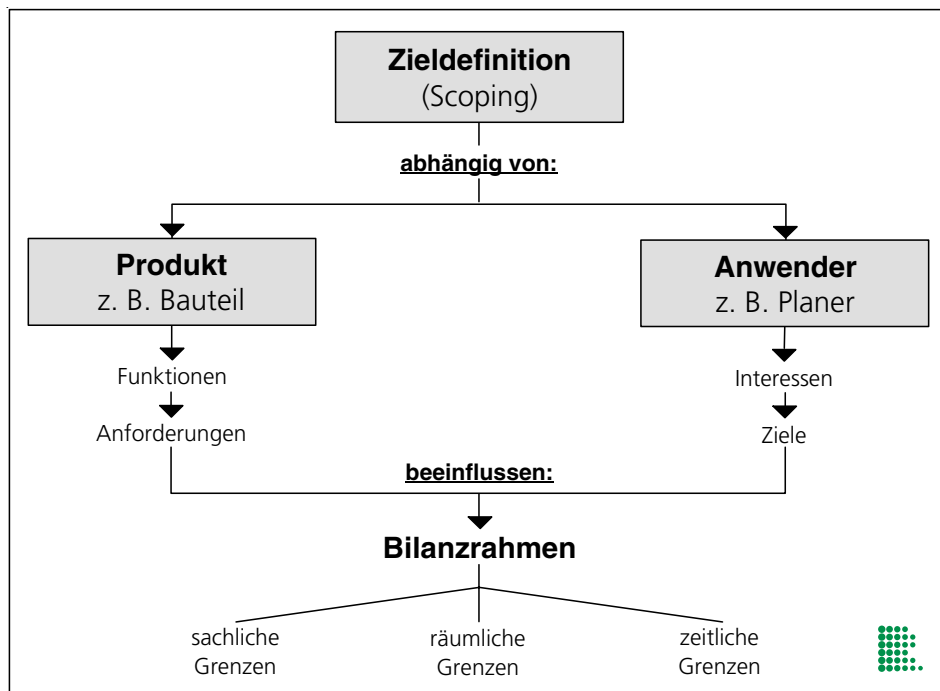 Zieldefinition
(Scoping)
abhängig von:
Produkt
z. B. Bauteil
Anwender
z. B. Planer
Funktionen
Interessen
Anforderungen
Ziele
beeinflussen:
Bilanzrahmen
sachliche
Grenzen
räumliche
Grenzen
zeitliche
Grenzen